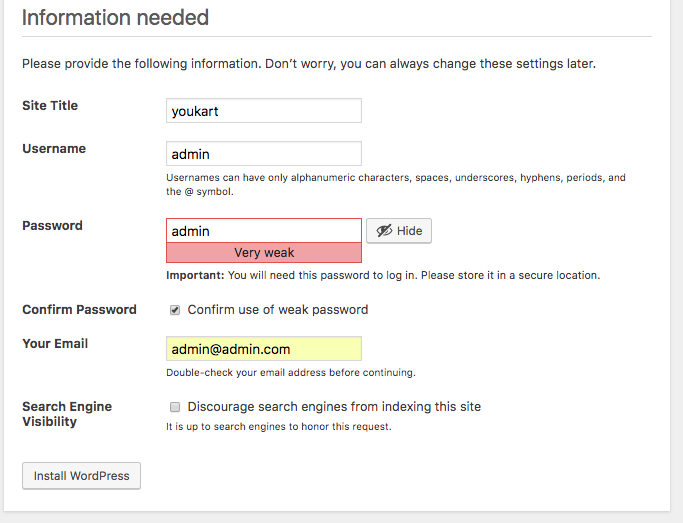 Information needed
Please provide the following information. Don’t worry, you can always change these settings later.
Site Title
youkart
Username
admin
Usernames can have only alphanumeric characters, spaces, underscores, hyphens, periods, and
the @ symbol.
Password
admin
Hide
Very weak
Important: You will need this password to log in. Please store it in a secure location.
Confirm Password
Confirm use of weak password
Your Email
admin@admin.com
Double-check your email address before continuing.
Search Engine
Visibility
Discourage search engines from indexing this site
It is up to search engines to honor this request.
Install WordPress